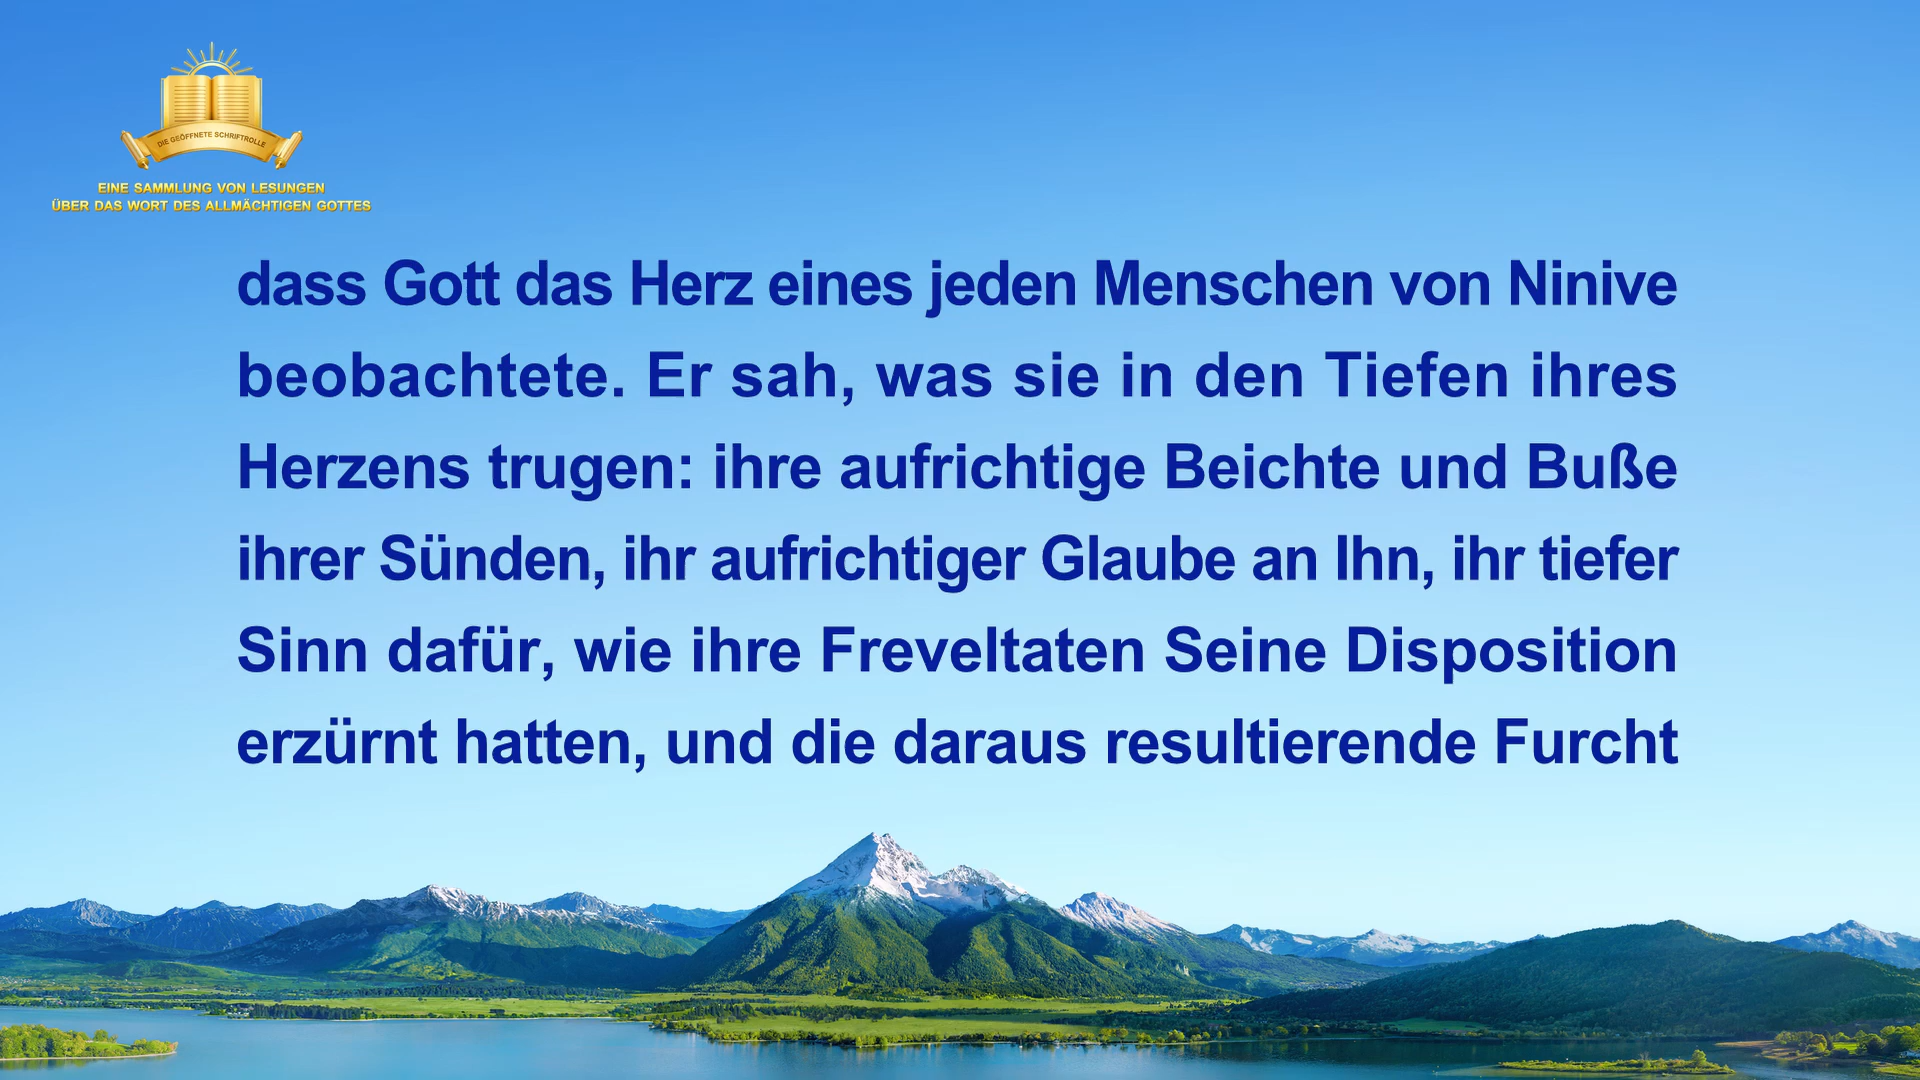 DIE GEÖFFNETE SCHRIFTROLLE
EINE SAMMLUNG VON LESUNGEN
ÜBER DAS WORT DES ALLMÄCHTIGEN GOTTES
dass Gott das Herz eines jeden Menschen von Ninive
beobachtete. Er sah, was sie in den Tiefen ihres
Herzens trugen: ihre aufrichtige Beichte und Buße
ihrer Sünden, ihr aufrichtiger Glaube an Ihn, ihr tiefer
Sinn dafür, wie ihre Freveltaten Seine Disposition
erzürnt hatten, und die daraus resultierende Furcht